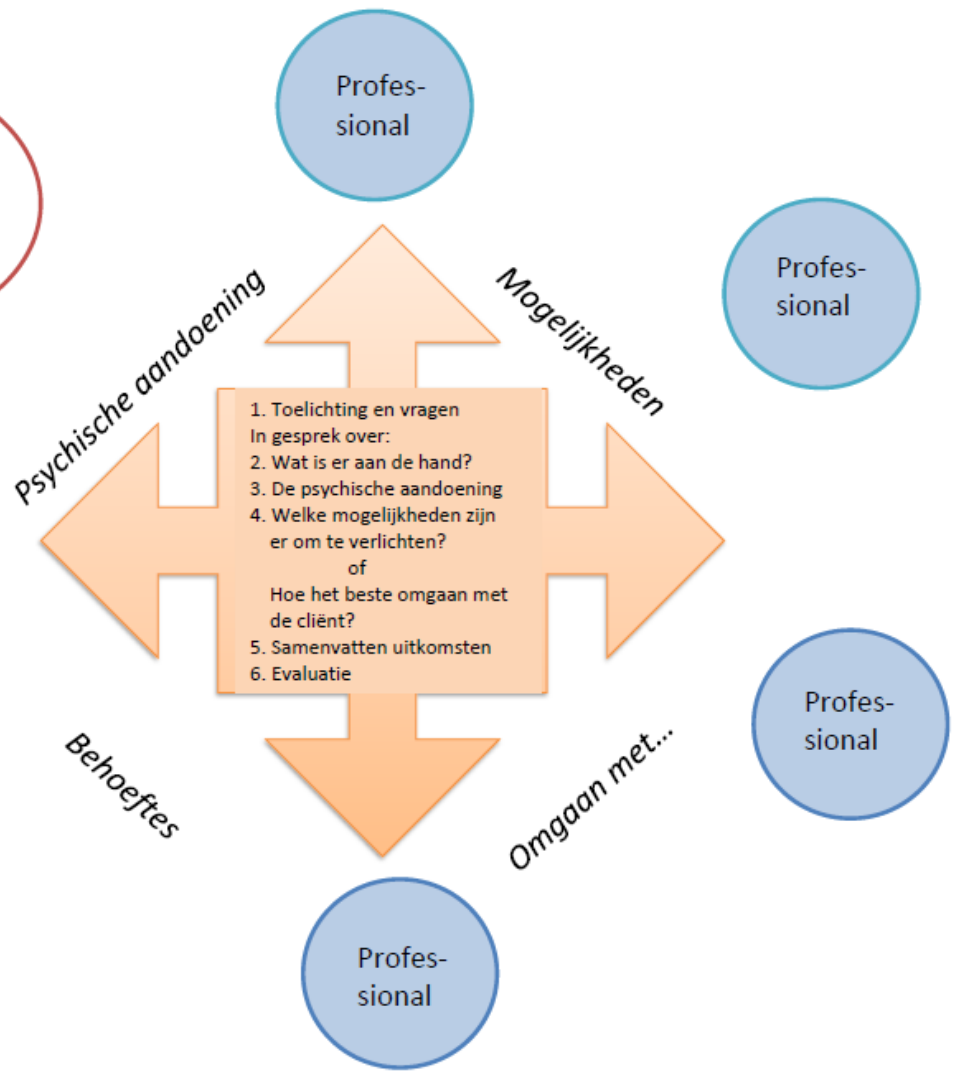 Profes-
sional
Profes-
sional
Psychische aandoening
Mogelijkheden
1. Toelichting en vragen
In gesprek over:
2. Wat is er aan de hand?
3. De psychische aandoening
4. Welke mogelijkheden zijn
er om te verlichten?
of
Hoe het beste omgaan met
de cliënt?
5. Samenvatten uitkomsten
6. Evaluatie
Behoeftes
Omgaan met...
Profes-
sional
Profes-
sional